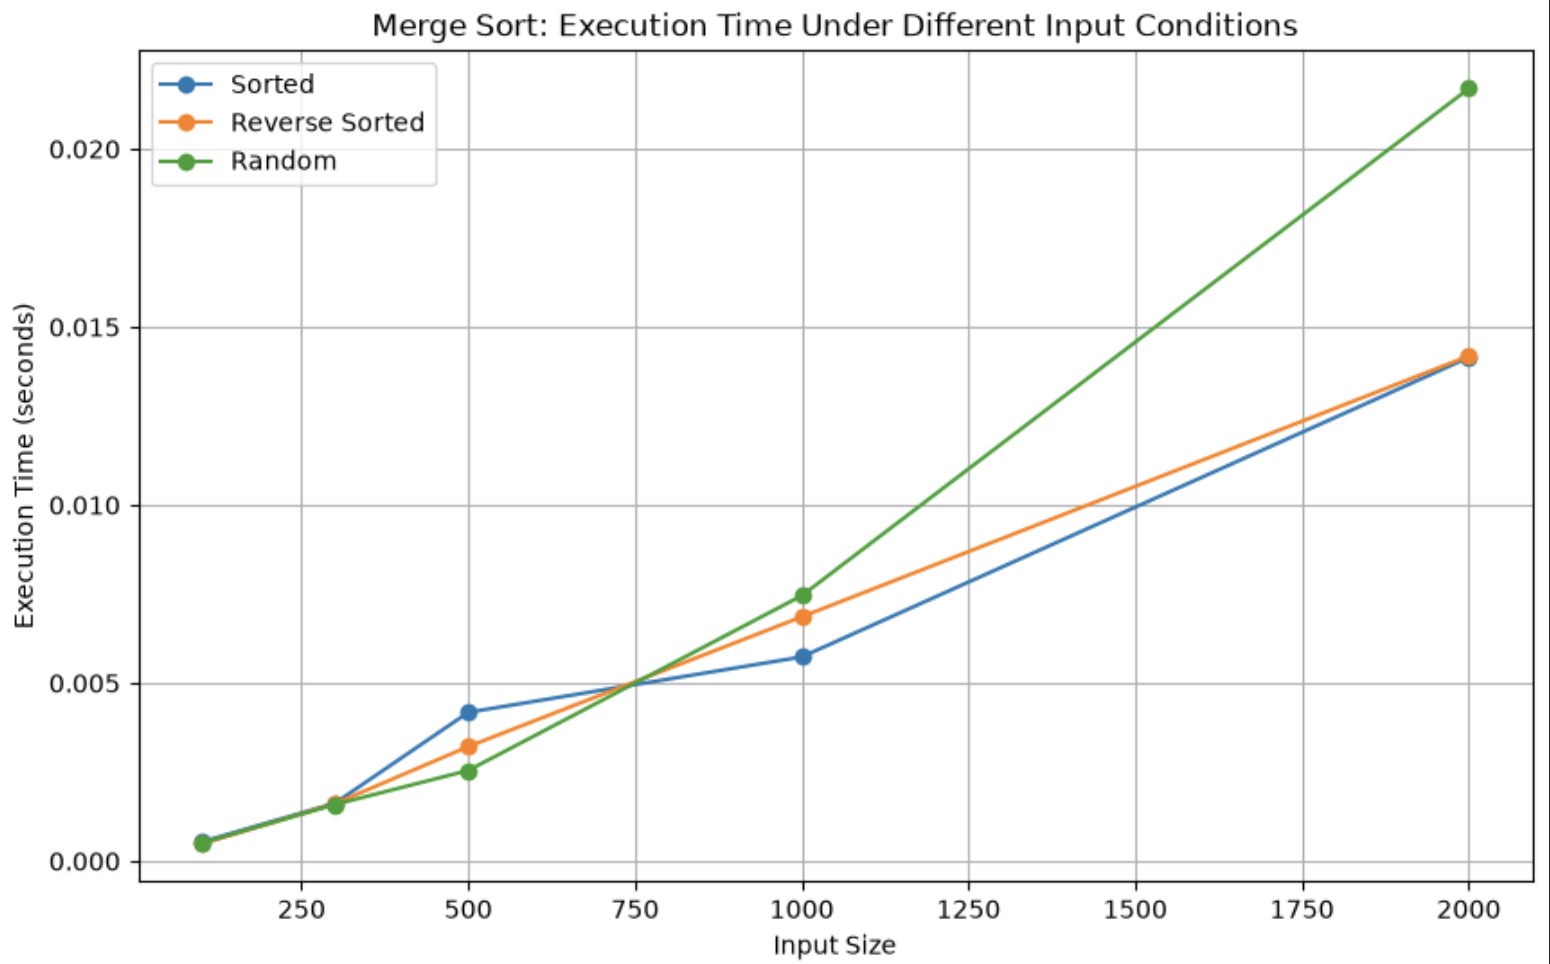 Merge Sort: Execution Time Under Different Input Conditions
Sorted
Reverse Sorted
Random
Execution Time (seconds)
0.020
0.015
0.010
0.005
0.000
250 500 750 1000 1250 1500 1750 2000
Input Size